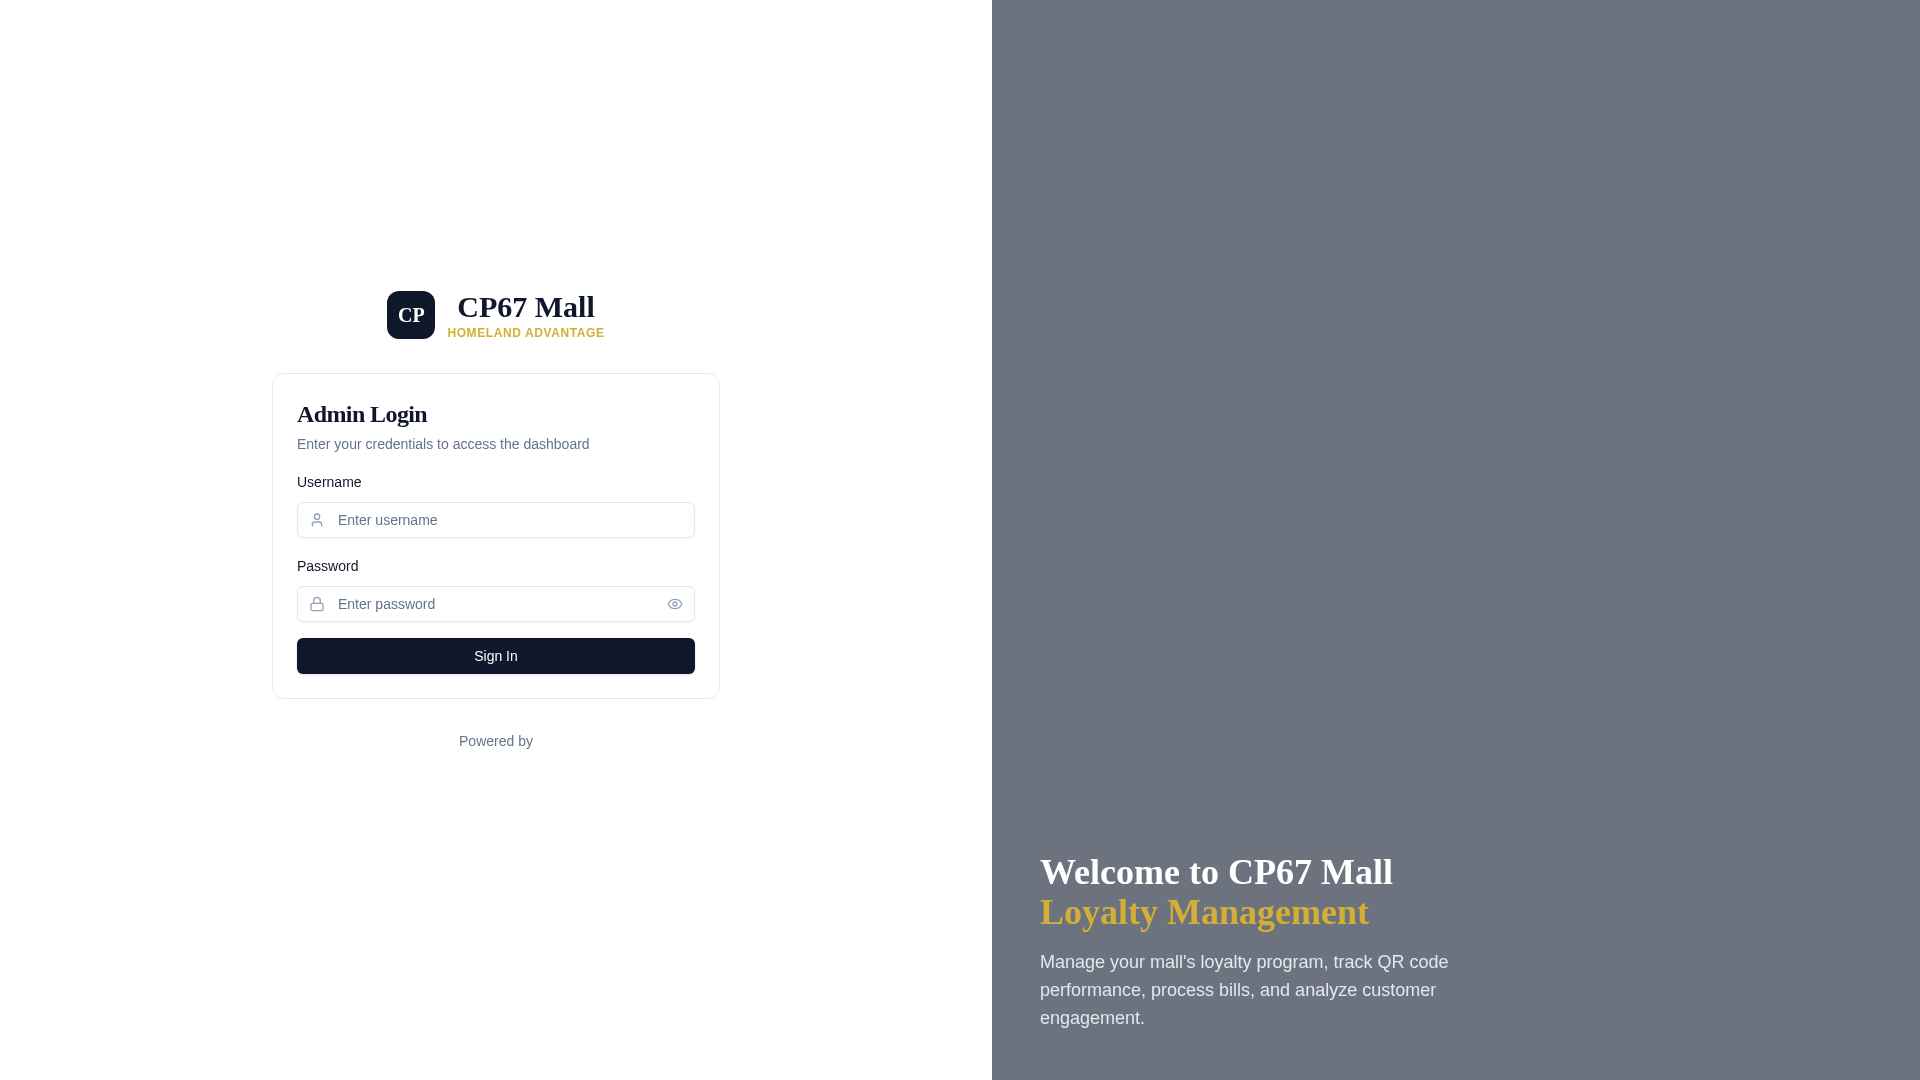 CP
CP67 Mall
HOMELAND ADVANTAGE
Admin Login
Enter your credentials to access the dashboard
Username
Enter username
Password
Enter password
Sign In
Powered by
Welcome to CP67 Mall
Loyalty Management
Manage your mall's loyalty program, track QR code
performance, process bills, and analyze customer
engagement.